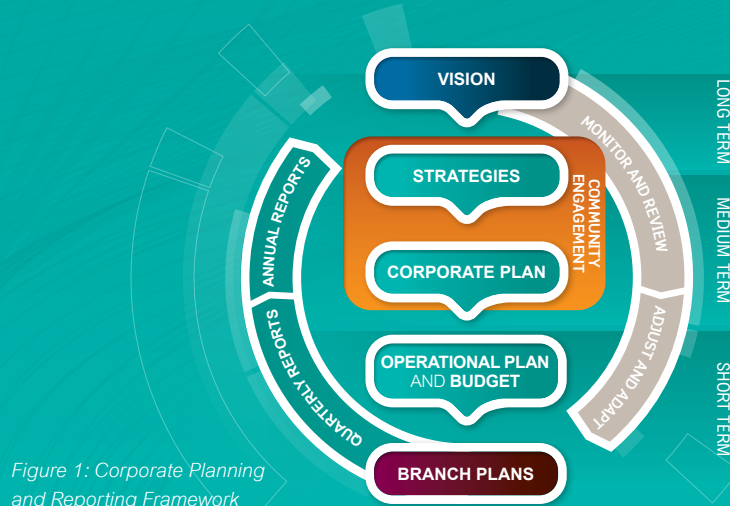 VISION
STRATEGIES
CORPORATE PLAN
COMMUNITY
ENGAGEMENT
OPERATIONAL PLAN
AND BUDGET
BRANCH PLANS
QUARTERLY REPORTS
ANNUAL REPORTS
MONITOR AND REVIEW
ADJUST AND ADAPT
LONG TERM
MEDIUM TERM
SHORT TERM
Figure 1: Corporate Planning
and Reporting Framework